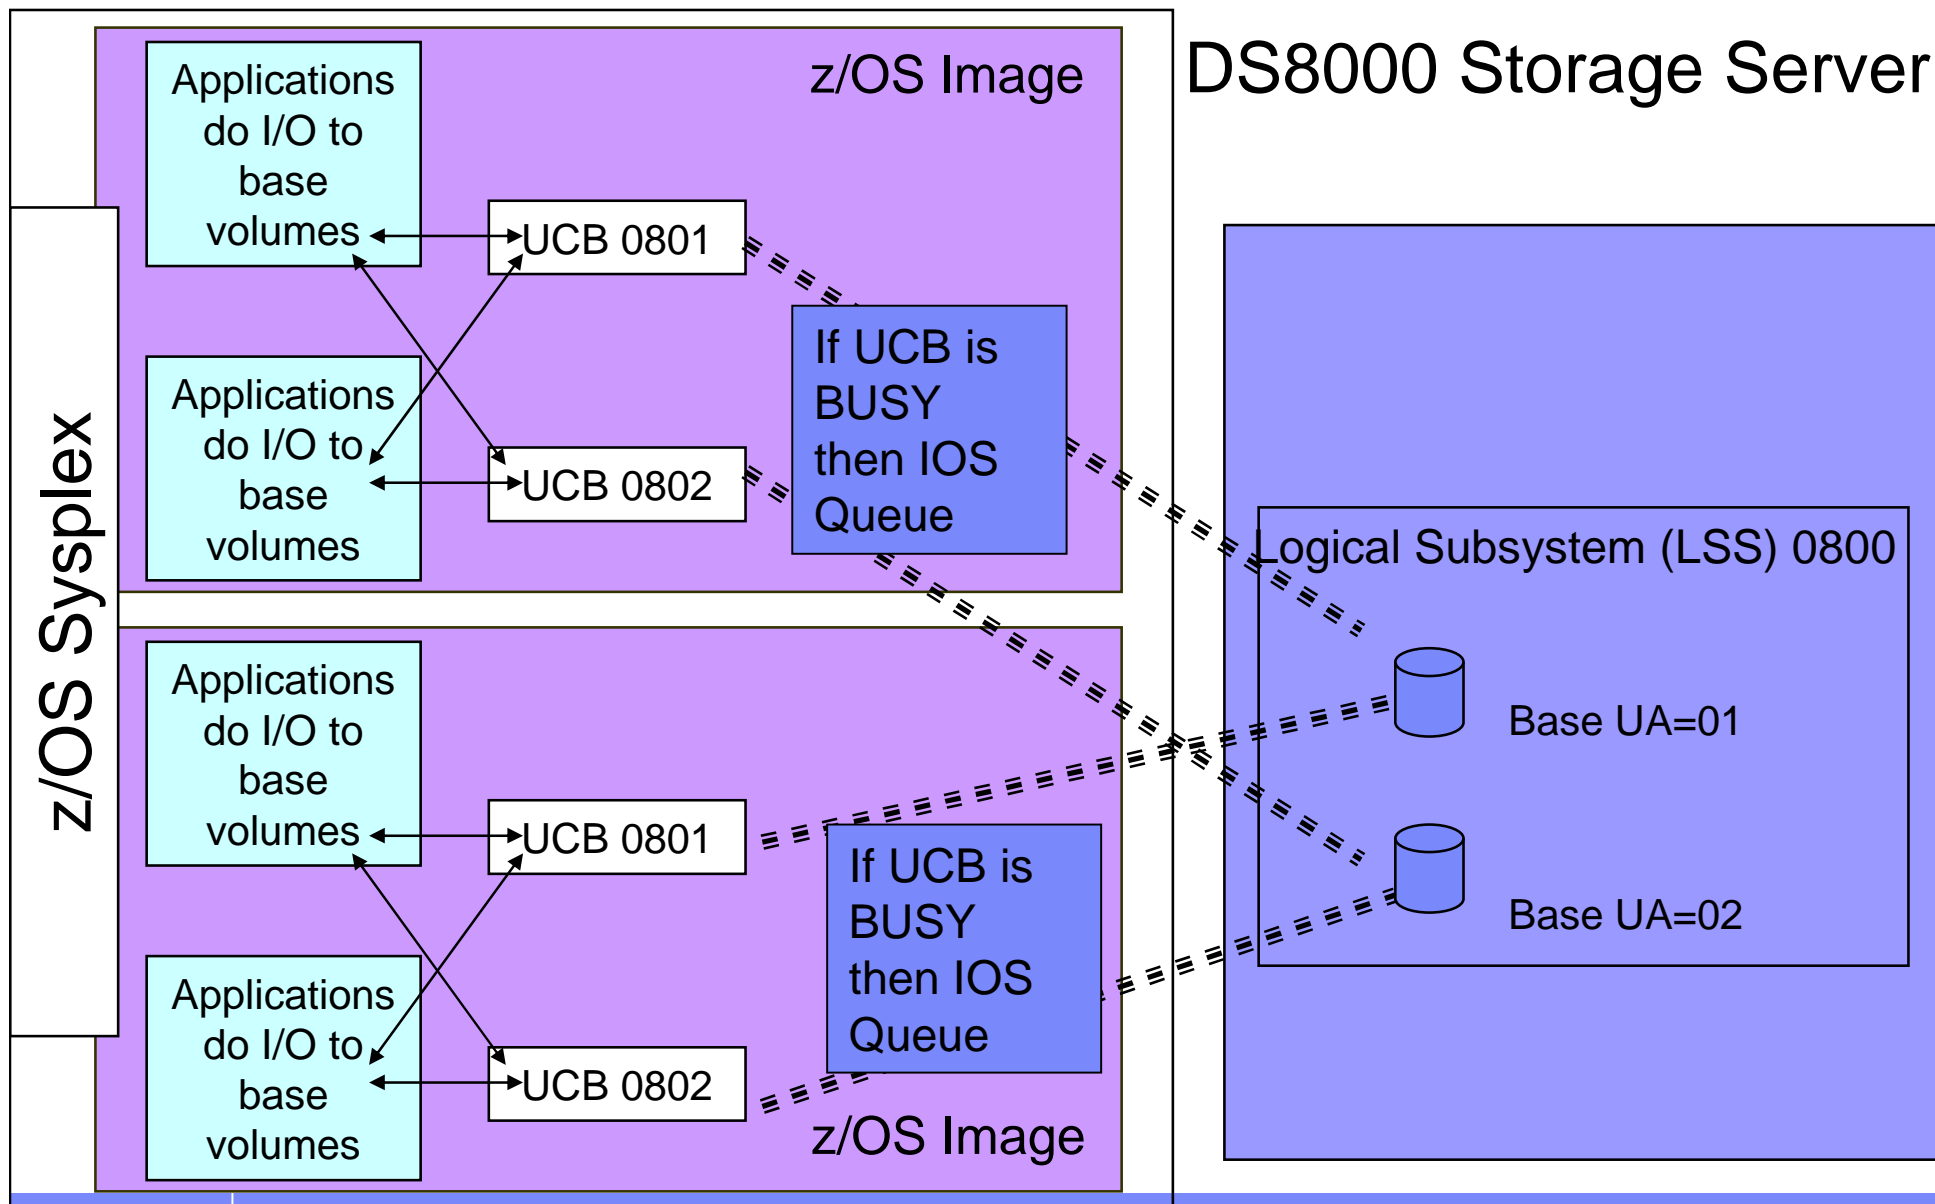 z/OS Sysplex
z/OS Image
Applications
do I/O to
base
volumes
UCB 0801
Applications
do I/O to
base
volumes
UCB 0802
If UCB is
BUSY
then IOS
Queue
Applications
do I/O to
base
volumes
UCB 0801
Applications
do I/O to
base
volumes
UCB 0802
If UCB is
BUSY
then IOS
Queue
z/OS Image
DS8000 Storage Server
Logical Subsystem (LSS) 0800
Base UA=01
Base UA=02